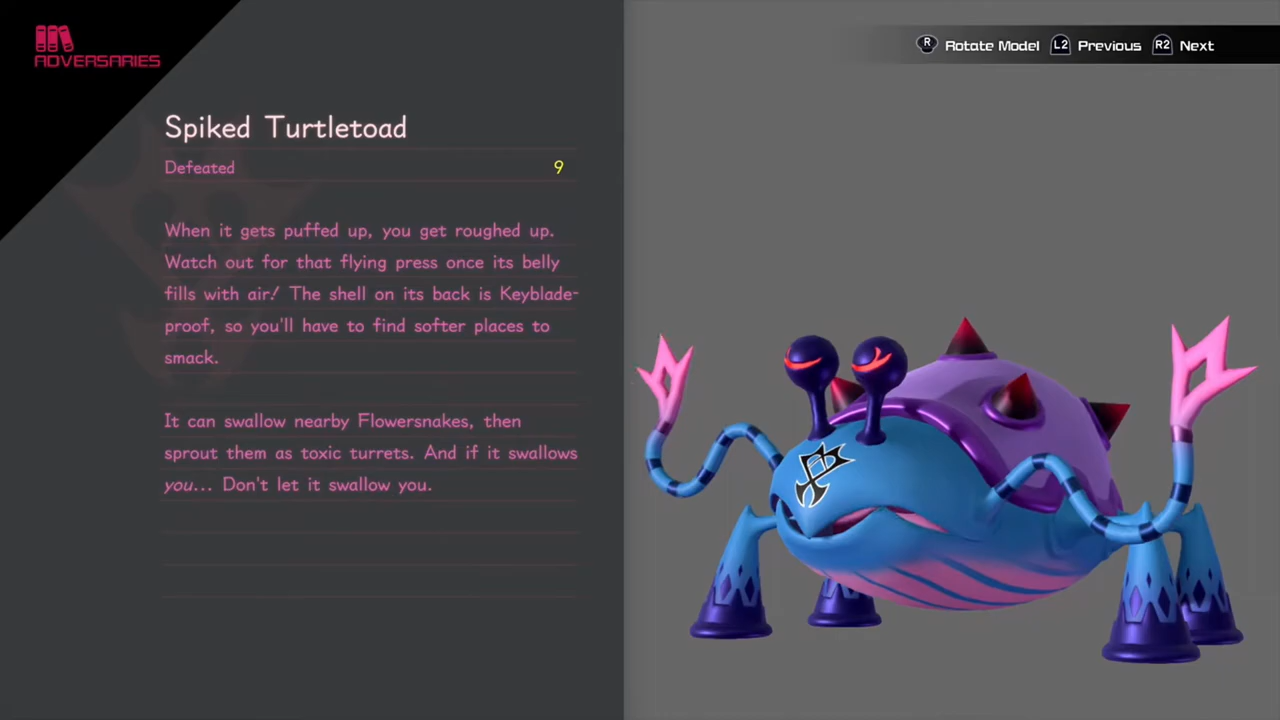 ADVERSARIES
R Rotate Model L2 Previous R2 Next
Spiked Turtletoad
Defeated 9
When it gets puffed up, you get roughed up.
Watch out for that flying press once its belly
fills with air! The shell on its back is Keyblade-
proof, so you'll have to find softer places to
smack.
It can swallow nearby Flowersnakes, then
sprout them as toxic turrets. And if it swallows
you... Don't let it swallow you.